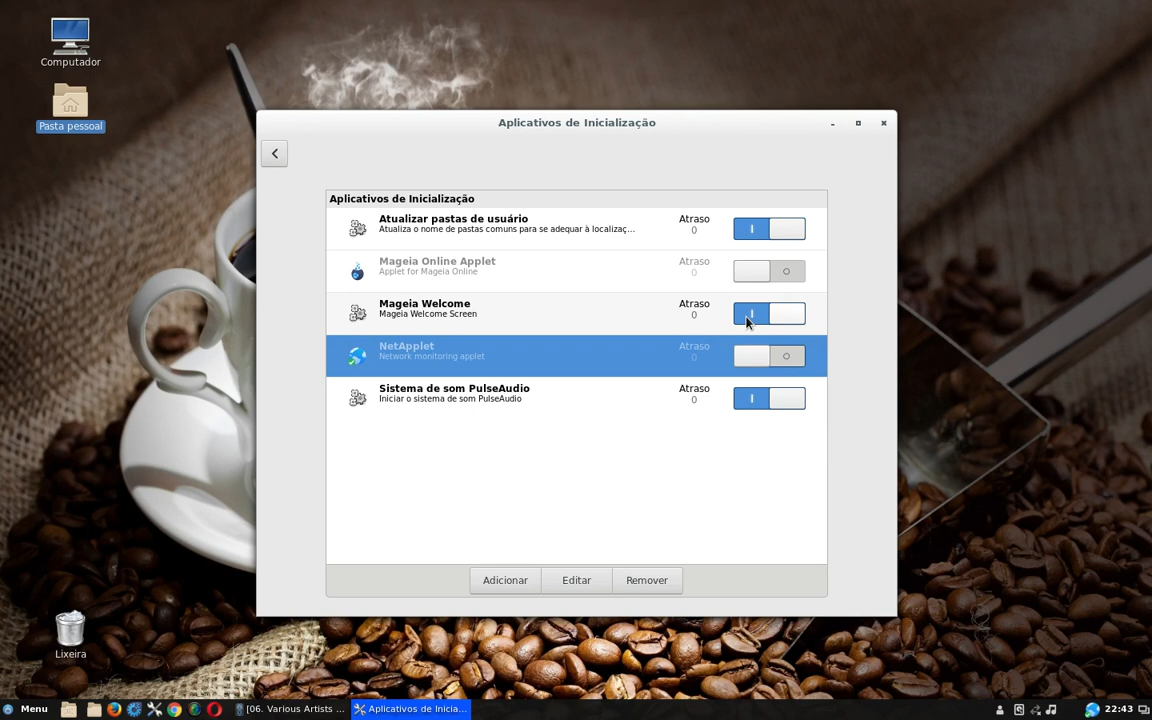 Computador
Pasta pessoal
Lixeira
Aplicativos de Inicialização
Aplicativos de Inicialização
Atualizar pastas de usuário
Atualiza o nome de pastas comuns para se adequar à localizaç...
Atraso
0
Mageia Online Applet
Applet for Mageia Online
Atraso
0
Mageia Welcome
Mageia Welcome Screen
Atraso
0
NetApplet
Network monitoring applet
Atraso
0
Sistema de som PulseAudio
Iniciar o sistema de som PulseAudio
Atraso
0
Adicionar Editar Remover
Menu [06. Various Artists ... Aplicativos de Inicia... 22:43